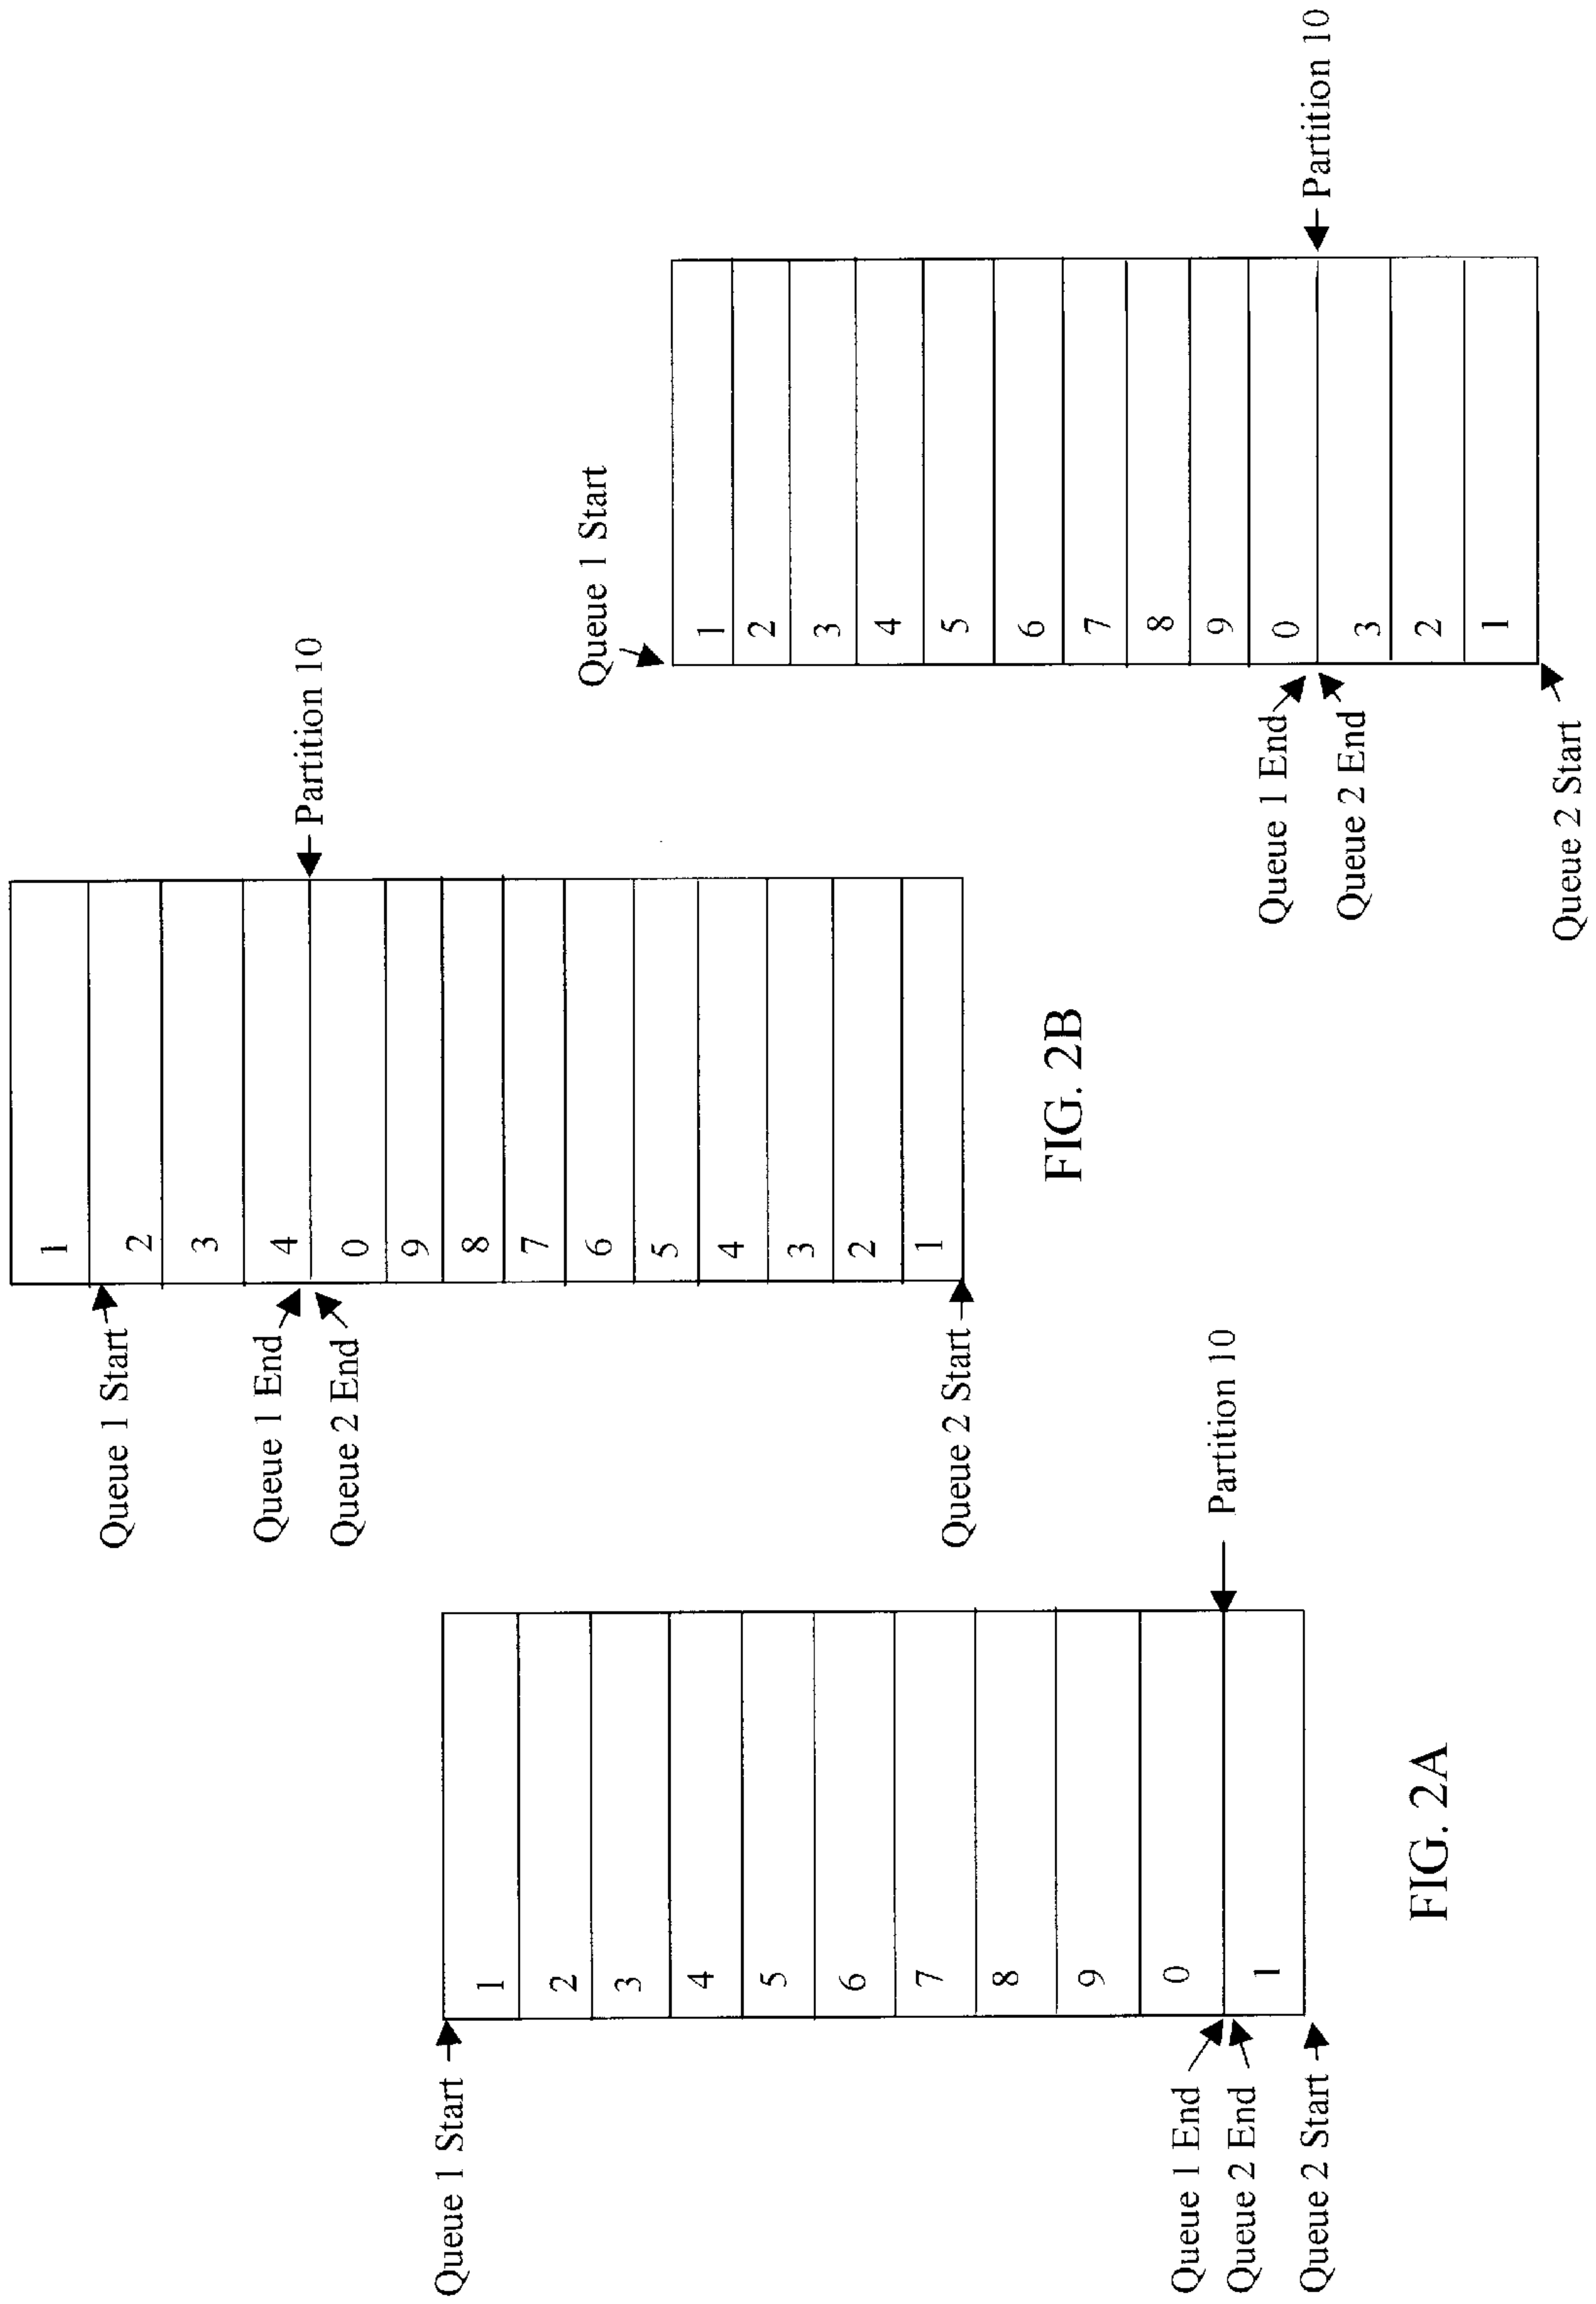 Queue 1 Start
1
2
3
4
5
6
7
8
9
0
1
Queue 1 End
Queue 2 End
Queue 2 Start
Partition 10
FIG. 2A
Queue 1 Start
1
2
3
4
0
9
8
7
6
5
4
3
2
1
Queue 1 End
Queue 2 End
Queue 2 Start
Partition 10
FIG. 2B
Queue 1 Start
1
2
3
4
5
6
7
8
9
0
3
2
1
Queue 1 End
Queue 2 End
Queue 2 Start
Partition 10